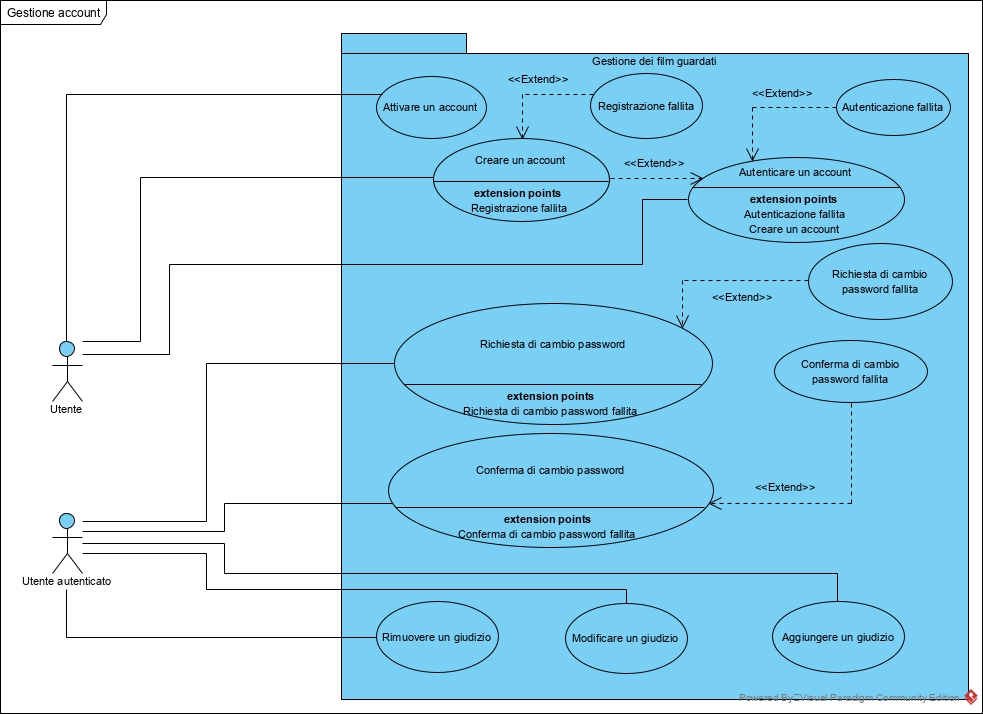 Gestione account
Gestione dei film guardati
Attivare un account
<<Extend>>
Registrazione fallita
<<Extend>>
Autenticazione fallita
Creare un account
extension points
Registrazione fallita
<<Extend>>
Autenticare un account
extension points
Autenticazione fallita
Creare un account
Richiesta di cambio
password fallita
<<Extend>>
Richiesta di cambio password
extension points
Richiesta di cambio password fallita
Conferma di cambio
password fallita
Utente
Conferma di cambio password
extension points
Conferma di cambio password fallita
<<Extend>>
Utente autenticato
Rimuovere un giudizio
Modificare un giudizio
Aggiungere un giudizio
Powered By Visual Paradigm Community Edition